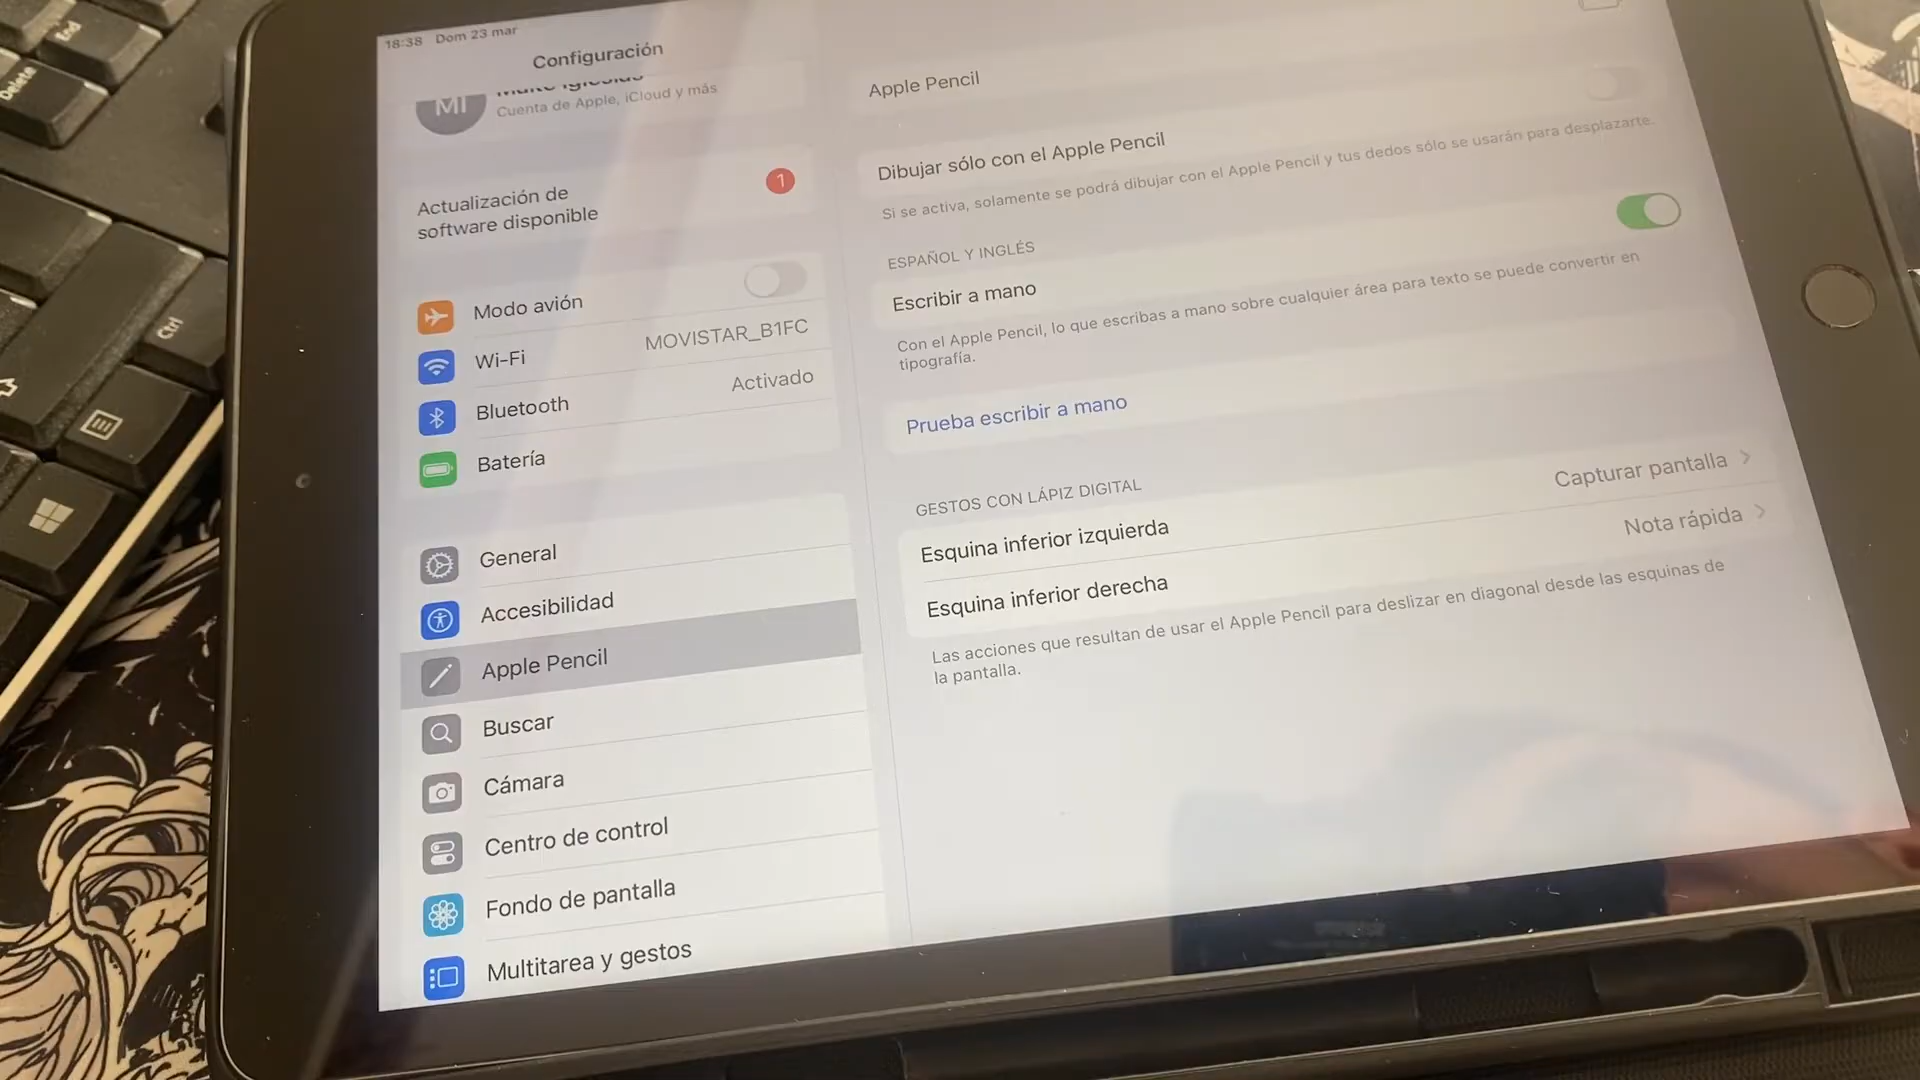 18:38 Dom 23 mar
Configuración
MI
Cuenta de Apple, iCloud y más
Actualización de
software disponible
1
Modo avión
Wi-Fi
MOVISTAR_B1FC
Bluetooth
Activado
Batería
General
Accesibilidad
Apple Pencil
Buscar
Cámara
Centro de control
Fondo de pantalla
Multitarea y gestos
Apple Pencil
Dibujar sólo con el Apple Pencil
Si se activa, solamente se podrá dibujar con el Apple Pencil y tus dedos sólo se usarán para desplazarte.
ESPAÑOL Y INGLÉS
Escribir a mano
Con el Apple Pencil, lo que escribas a mano sobre cualquier área para texto se puede convertir en
tipografía.
Prueba escribir a mano
GESTOS CON LÁPIZ DIGITAL
Esquina inferior izquierda
Capturar pantalla
Esquina inferior derecha
Nota rápida
Las acciones que resultan de usar el Apple Pencil para deslizar en diagonal desde las esquinas de
la pantalla.
End
Delete
Ctrl